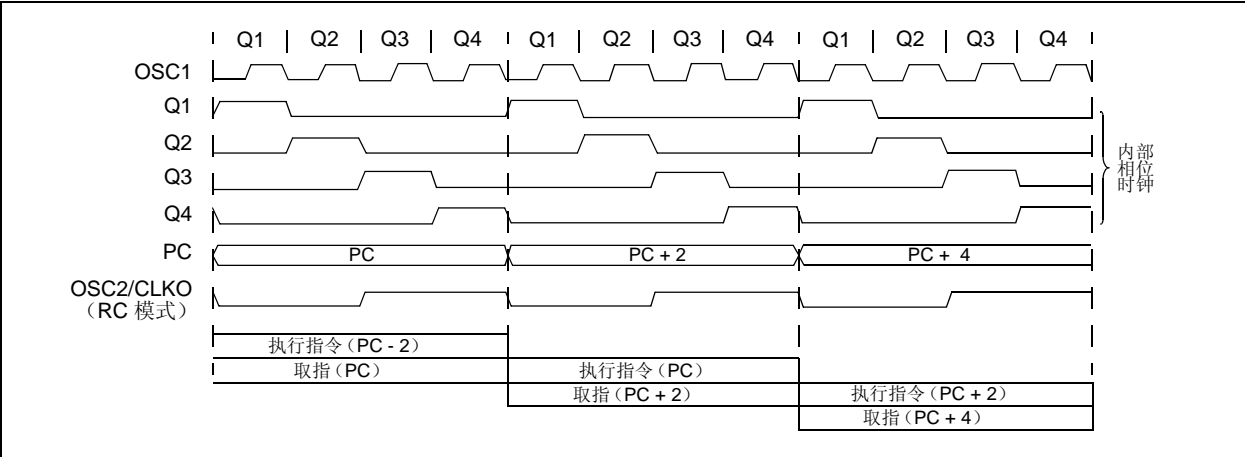 Q1 Q2 Q3 Q4 Q1 Q2 Q3 Q4 Q1 Q2 Q3 Q4
OSC1
Q1
Q2
Q3
Q4
内部
相位
时钟
PC PC PC + 2 PC + 4
OSC2/CLKO
（RC 模式）
执行指令（PC - 2）
取指（PC） 执行指令（PC）
取指（PC + 2） 执行指令（PC + 2）
取指（PC + 4）